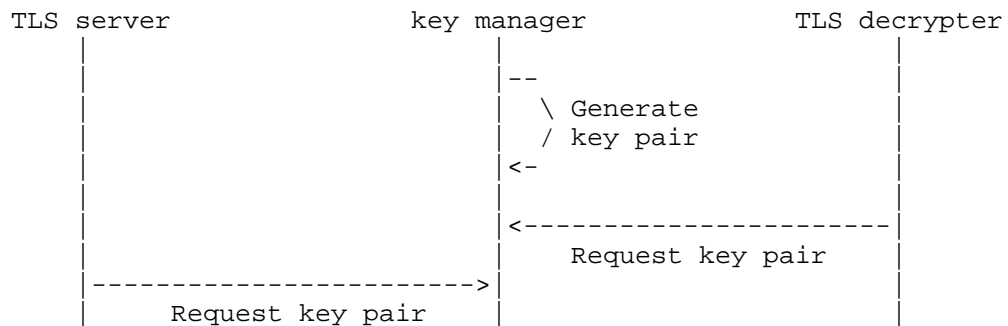 TLS server key manager TLS decrypter
Generate
key pair
Request key pair
Request key pair